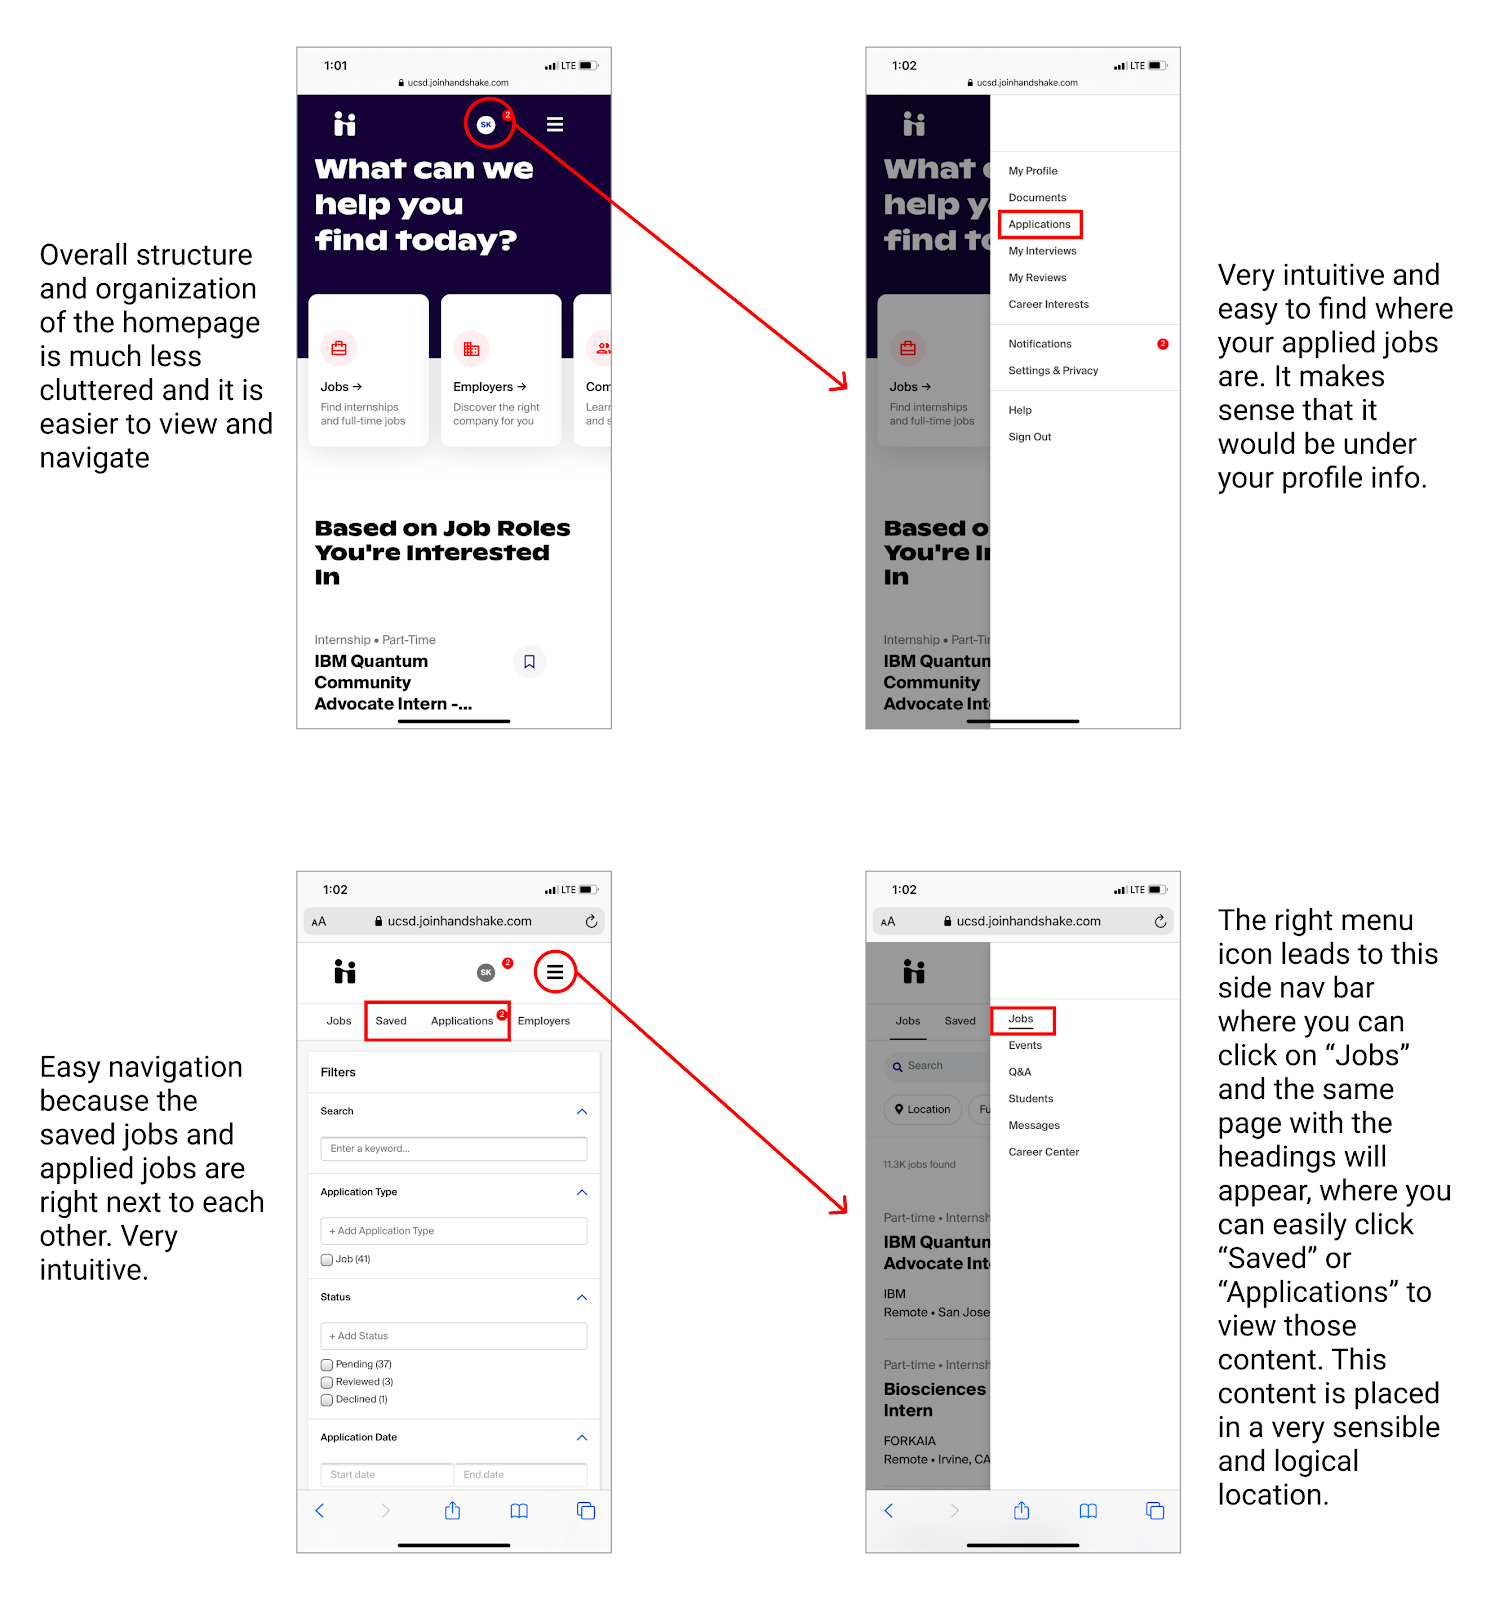 1:01
LTE
ucsd.joinhandshake.com
SK
2
What can we
help you
find today?
Jobs →
Find internships
and full-time jobs
Employers →
Discover the right
company for you
Com
Lear
and s
Based on Job Roles
You're Interested
In
Internship • Part-Time
IBM Quantum
Community
Advocate Intern -...
Overall structure
and organization
of the homepage
is much less
cluttered and it is
easier to view and
navigate
1:02
LTE
ucsd.joinhandshake.com
What c
help y
find to
Jobs →
Find internships
and full-time jobs
Based o
You're In
In
Internship • Part-Ti
IBM Quantun
Community
Advocate Int
My Profile
Documents
Applications
My Interviews
My Reviews
Career Interests
Notifications
2
Settings & Privacy
Help
Sign Out
Very intuitive and
easy to find where
your applied jobs
are. It makes
sense that it
would be under
your profile info.
1:02
LTE
AA
ucsd.joinhandshake.com
SK
2
Jobs
Saved
Applications
2
Employers
Filters
Search
Enter a keyword...
Application Type
+ Add Application Type
Job (41)
Status
+ Add Status
Pending (37)
Reviewed (3)
Declined (1)
Application Date
Start date
End date
Easy navigation
because the
saved jobs and
applied jobs are
right next to each
other. Very
intuitive.
1:02
LTE
AA
ucsd.joinhandshake.com
Jobs
Saved
Search
Location
Fu
11.3K jobs found
Part-time • Internsh
IBM Quantun
Advocate Int
IBM
Remote • San Jose
Part-time • Internsh
Biosciences
Intern
FORKAIA
Remote • Irvine, CA
Jobs
Events
Q&A
Students
Messages
Career Center
The right menu
icon leads to this
side nav bar
where you can
click on “Jobs”
and the same
page with the
headings will
appear, where you
can easily click
“Saved” or
“Applications” to
view those
content. This
content is placed
in a very sensible
and logical
location.